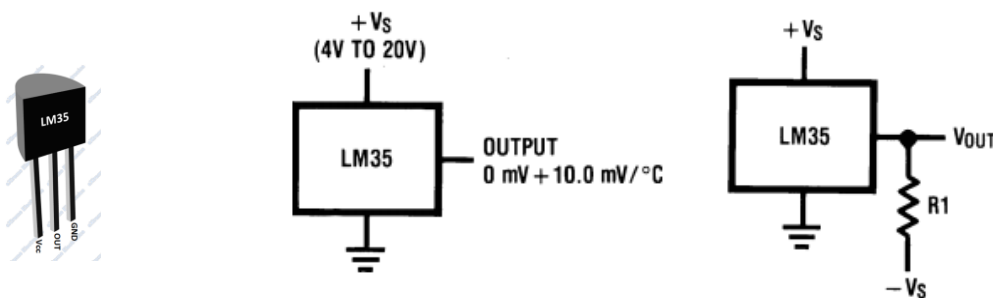 LM35
Vcc
OUT
GND
+VS
(4V TO 20V)
LM35
OUTPUT
0 mV + 10.0 mV/°C
+VS
LM35
VOUT
R1
−VS